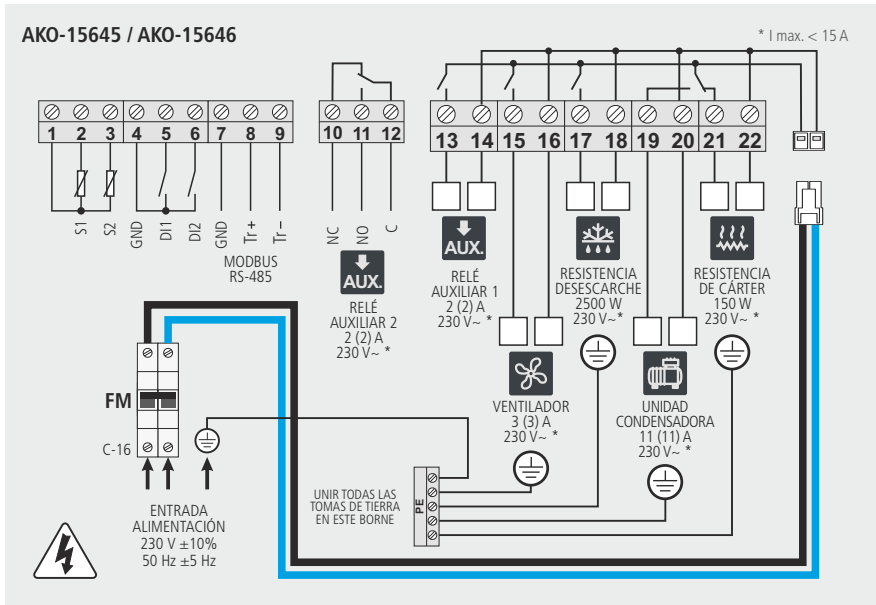 AKO-15645 / AKO-15646
* I max. < 15 A
1 2 3 4 5 6 7 8 9
10 11 12
13 14 15 16 17 18 19 20 21 22
S1
S2
GND
DI1
DI2
GND
Tr+
Tr−
MODBUS
RS-485
NC
NO
C
AUX.
RELÉ
AUXILIAR 2
2 (2) A
230 V~ *
AUX.
RELÉ
AUXILIAR 1
2 (2) A
230 V~ *
RESISTENCIA
DESESCARCHE
2500 W
230 V~*
RESISTENCIA
DE CÁRTER
150 W
230 V~ *
VENTILADOR
3 (3) A
230 V~ *
UNIDAD
CONDENSADORA
11 (11) A
230 V~ *
FM
C-16
ENTRADA
ALIMENTACIÓN
230 V ±10%
50 Hz ±5 Hz
UNIR TODAS LAS
TOMAS DE TIERRA
EN ESTE BORNE
PE